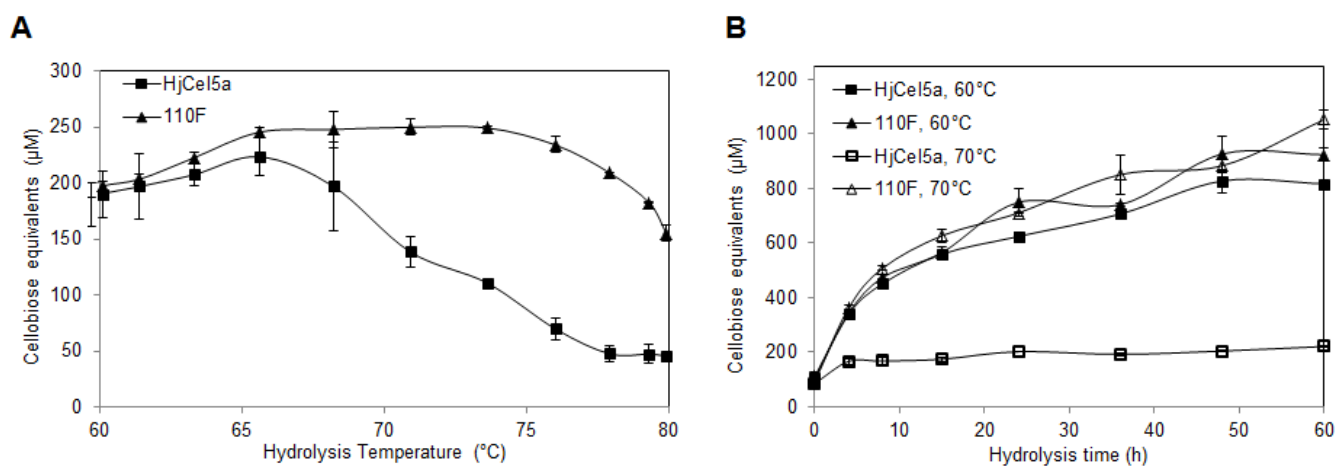 A
B
300
250
200
150
100
50
0
Cellobiose equivalents (µM)
HjCel5a
110F
60
65
70
75
80
Hydrolysis Temperature (°C)
1200
1000
800
600
400
200
0
Cellobiose equivalents (µM)
HjCel5a, 60°C
110F, 60°C
HjCel5a, 70°C
110F, 70°C
0
10
20
30
40
50
60
Hydrolysis time (h)